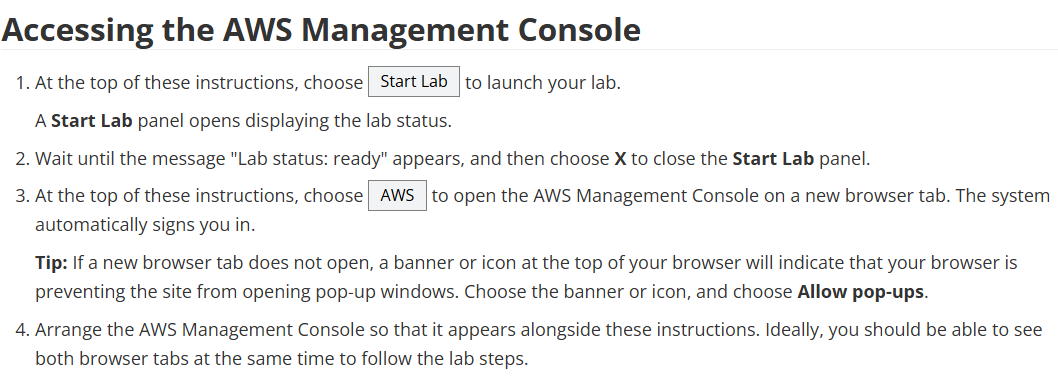 Accessing the AWS Management Console
1. At the top of these instructions, choose Start Lab to launch your lab.
A Start Lab panel opens displaying the lab status.
2. Wait until the message "Lab status: ready" appears, and then choose X to close the Start Lab panel.
3. At the top of these instructions, choose AWS to open the AWS Management Console on a new browser tab. The system
automatically signs you in.
Tip: If a new browser tab does not open, a banner or icon at the top of your browser will indicate that your browser is
preventing the site from opening pop-up windows. Choose the banner or icon, and choose Allow pop-ups.
4. Arrange the AWS Management Console so that it appears alongside these instructions. Ideally, you should be able to see
both browser tabs at the same time to follow the lab steps.